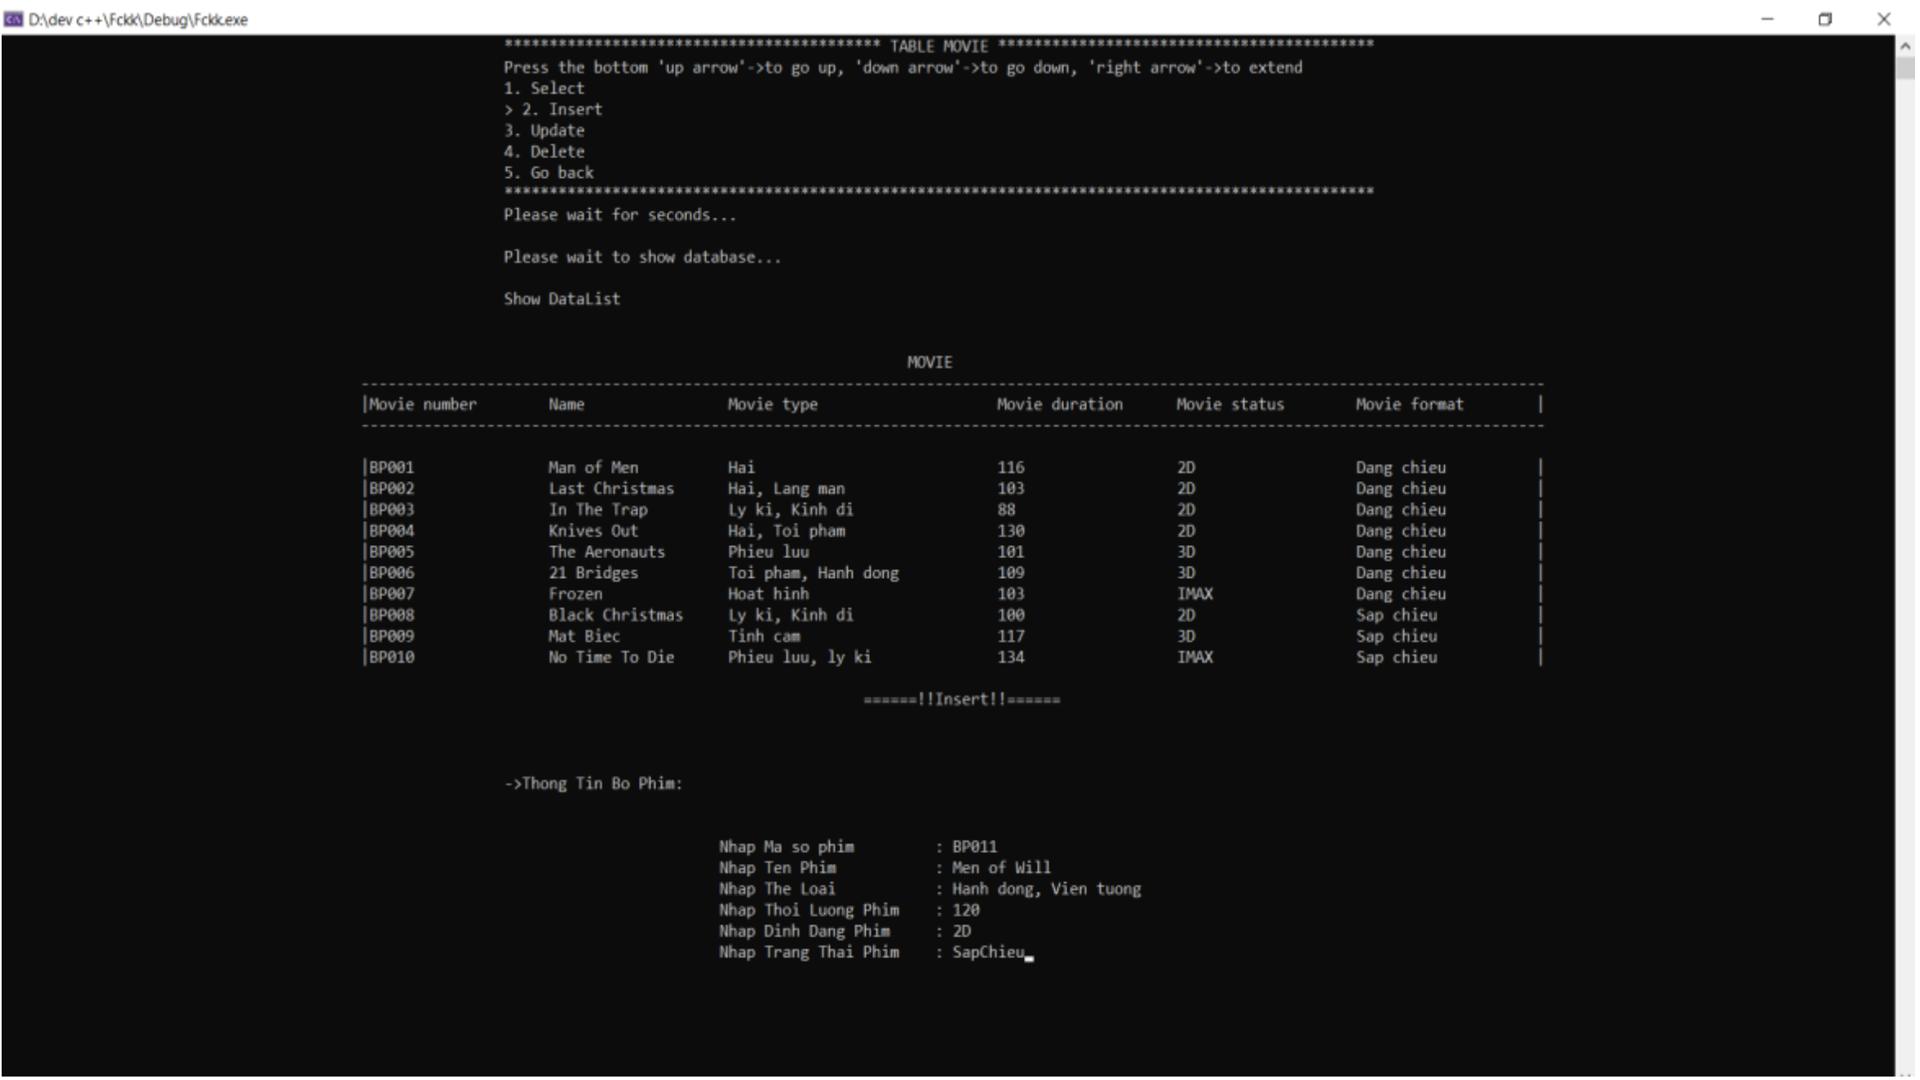 D:\dev c++\Fckk\Debug\Fckk.exe
****************************************** TABLE MOVIE ******************************************
Press the bottom 'up arrow'->to go up, 'down arrow'->to go down, 'right arrow'->to extend
1. Select
> 2. Insert
3. Update
4. Delete
5. Go back
*************************************************************************************************
Please wait for seconds...
Please wait to show database...
Show DataList
MOVIE
------------------------------------------------------------------------------------------------------------------------------------
|Movie number Name Movie type Movie duration Movie status Movie format |
------------------------------------------------------------------------------------------------------------------------------------
|BP001 Man of Men Hai 116 2D Dang chieu |
|BP002 Last Christmas Hai, Lang man 103 2D Dang chieu |
|BP003 In The Trap Ly ki, Kinh di 88 2D Dang chieu |
|BP004 Knives Out Hai, Toi pham 130 2D Dang chieu |
|BP005 The Aeronauts Phieu luu 101 3D Dang chieu |
|BP006 21 Bridges Toi pham, Hanh dong 109 3D Dang chieu |
|BP007 Frozen Hoat hinh 103 IMAX Dang chieu |
|BP008 Black Christmas Ly ki, Kinh di 100 2D Sap chieu |
|BP009 Mat Biec Tinh cam 117 3D Sap chieu |
|BP010 No Time To Die Phieu luu, ly ki 134 IMAX Sap chieu |
======!!Insert!!======
->Thong Tin Bo Phim:
Nhap Ma so phim : BP011
Nhap Ten Phim : Men of Will
Nhap The Loai : Hanh dong, Vien tuong
Nhap Thoi Luong Phim : 120
Nhap Dinh Dang Phim : 2D
Nhap Trang Thai Phim : SapChieu